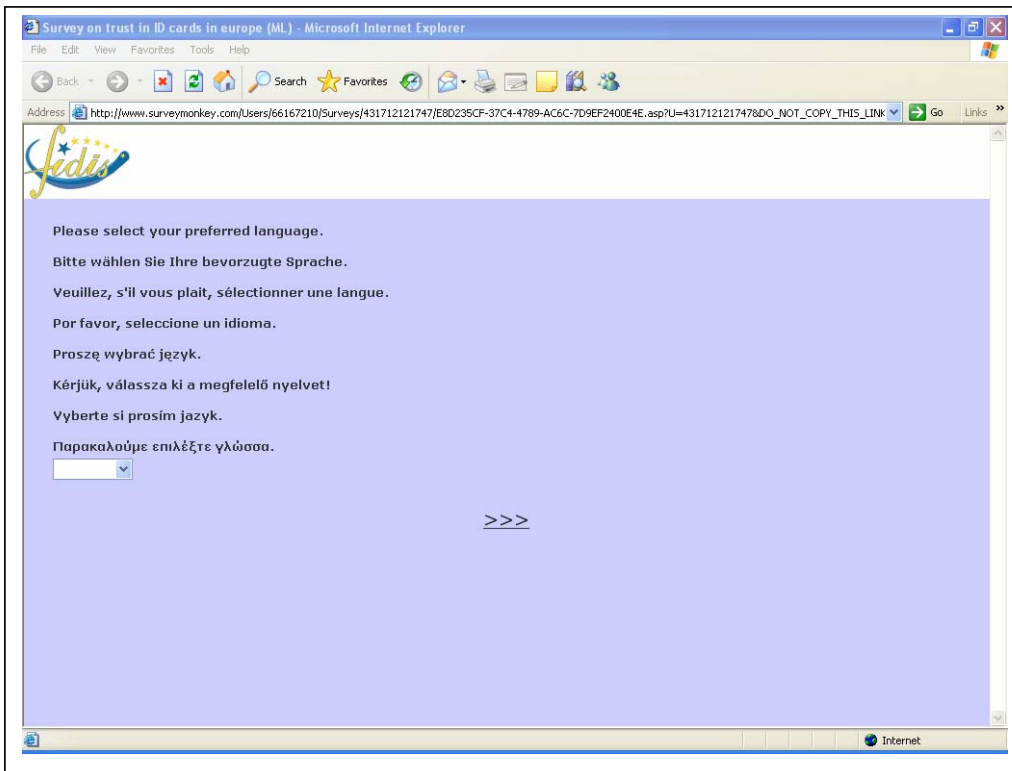 Survey on trust in ID cards in europe (ML) - Microsoft Internet Explorer
File Edit View Favorites Tools Help
Back Search Favorites
Address http://www.surveymonkey.com/Users/66167210/Surveys/431712121747/E8D235CF-37C4-4789-AC6C-7D9EF2400E4E.asp?U=431712121747&DO_NOT_COPY_THIS_LINK Go Links »
fidis
Please select your preferred language.
Bitte wählen Sie Ihre bevorzugte Sprache.
Veuillez, s'il vous plait, sélectionner une langue.
Por favor, seleccione un idioma.
Proszę wybrać język.
Kérjük, válassza ki a megfelelő nyelvet!
Vyberte si prosím jazyk.
Παρακαλούμε επιλέξτε γλώσσα.
>>>
Internet